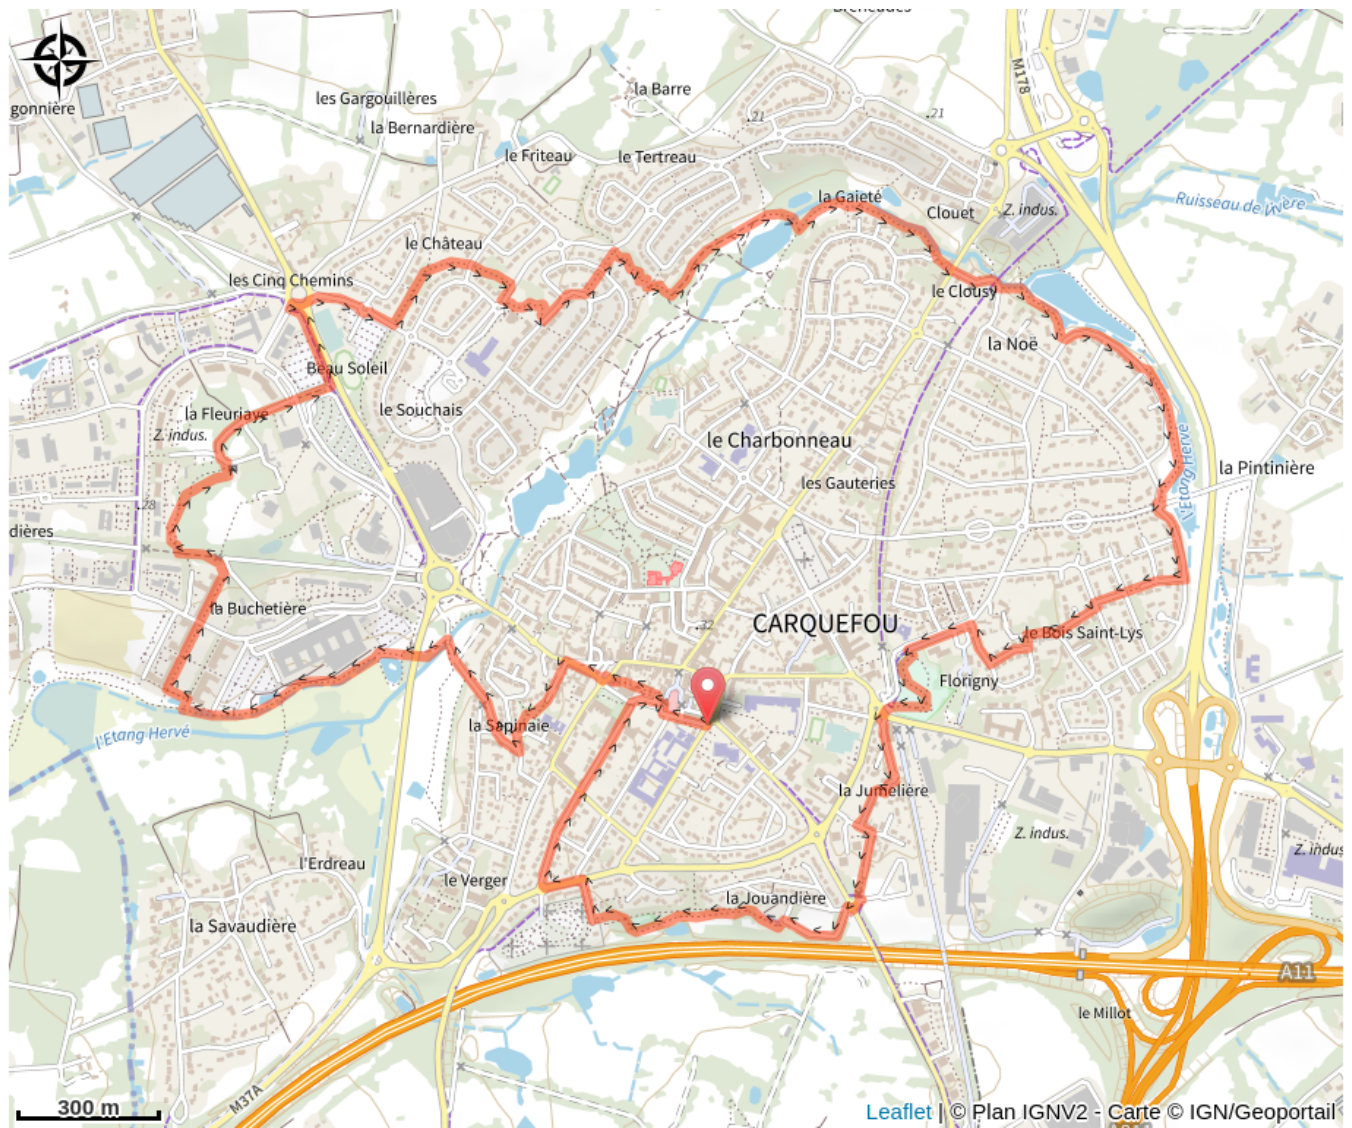 M178
la Barre
les Gargouillères
gonnière
.21
.21
la Bernardière
le Friteau
le Tertreau
la Gaieté
Ruisseau de Vivère
Clouet
Z. indus.
le Château
les Cinq Chemins
le Clousy
la Noë
Beau Soleil
la Fleuriaye
le Souchais
Z. indus.
le Charbonneau
l'Etang Hervé
la Pintinière
les Gauteries
.28
dières
la Buchetière
CARQUEFOU
.32
le Bois Saint-Lys
Florigny
la Sapinaie
l'Etang Hervé
la Jumelière
Z. indus.
Z. indus
l'Erdreau
le Verger
la Jouandière
la Savaudière
A11
le Millot
M37A
300 m
Leaflet | © Plan IGNV2 - Carte © IGN/Geoportail